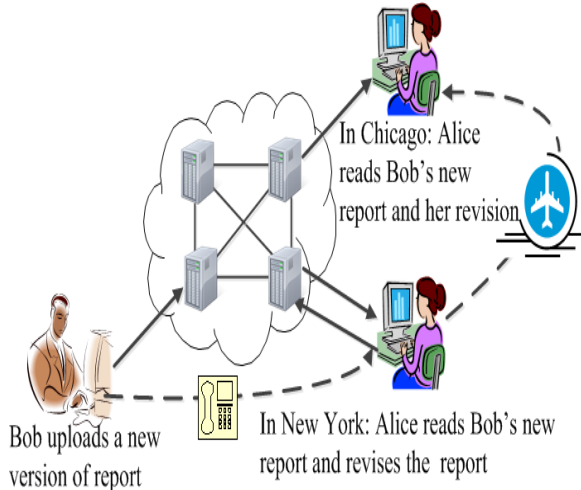 In Chicago: Alice
reads Bob's new
report and her revision
Bob uploads a new
version of report
In New York: Alice reads Bob's new
report and revises the  report